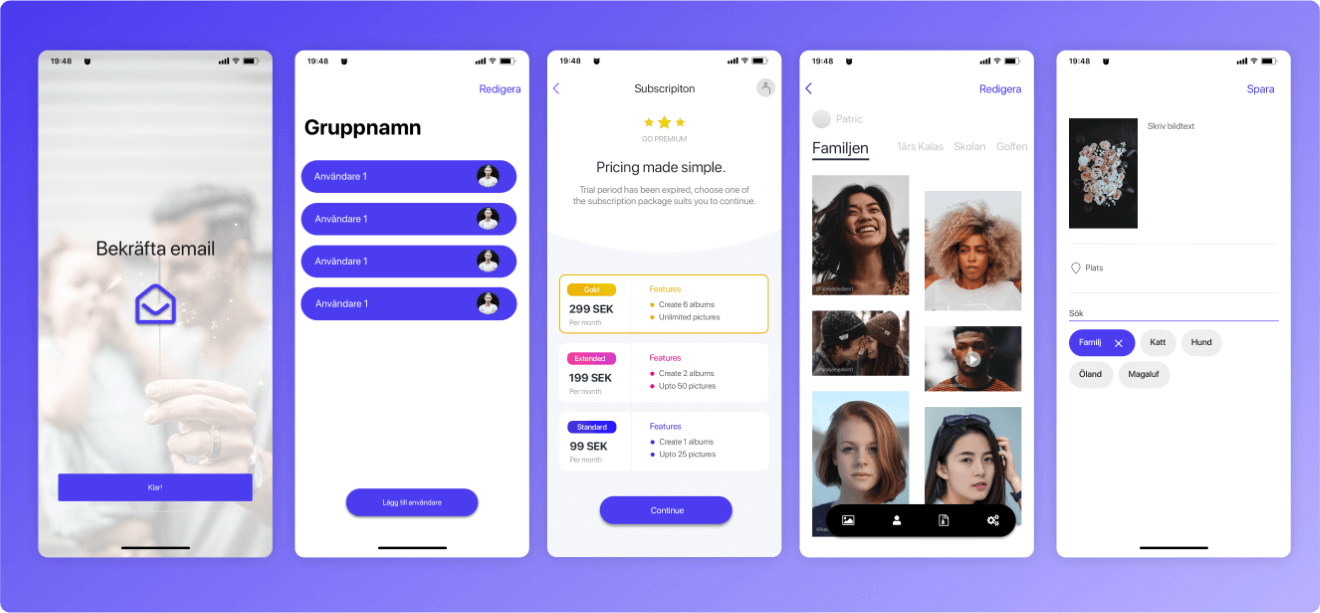 19:48
Bekräfta email
Klar!
19:48
Redigera
Gruppnamn
Användare 1
Användare 1
Användare 1
Användare 1
Lägg till användare
19:48
Subscripiton
GO PREMIUM
Pricing made simple.
Trial period has been expired, choose one of
the subscription package suits you to continue.
Gold
299 SEK
Per month
Features
Create 6 albums
Unlimited pictures
Extended
199 SEK
Per month
Features
Create 2 albums
Upto 50 pictures
Standard
99 SEK
Per month
Features
Create 1 albums
Upto 25 pictures
Continue
19:48
Redigera
Patric
Familjen
1års Kalas
Skolan
Golfen
19:48
Spara
Skriv bildtext
Plats
Sök
Familj
Katt
Hund
Öland
Magaluf